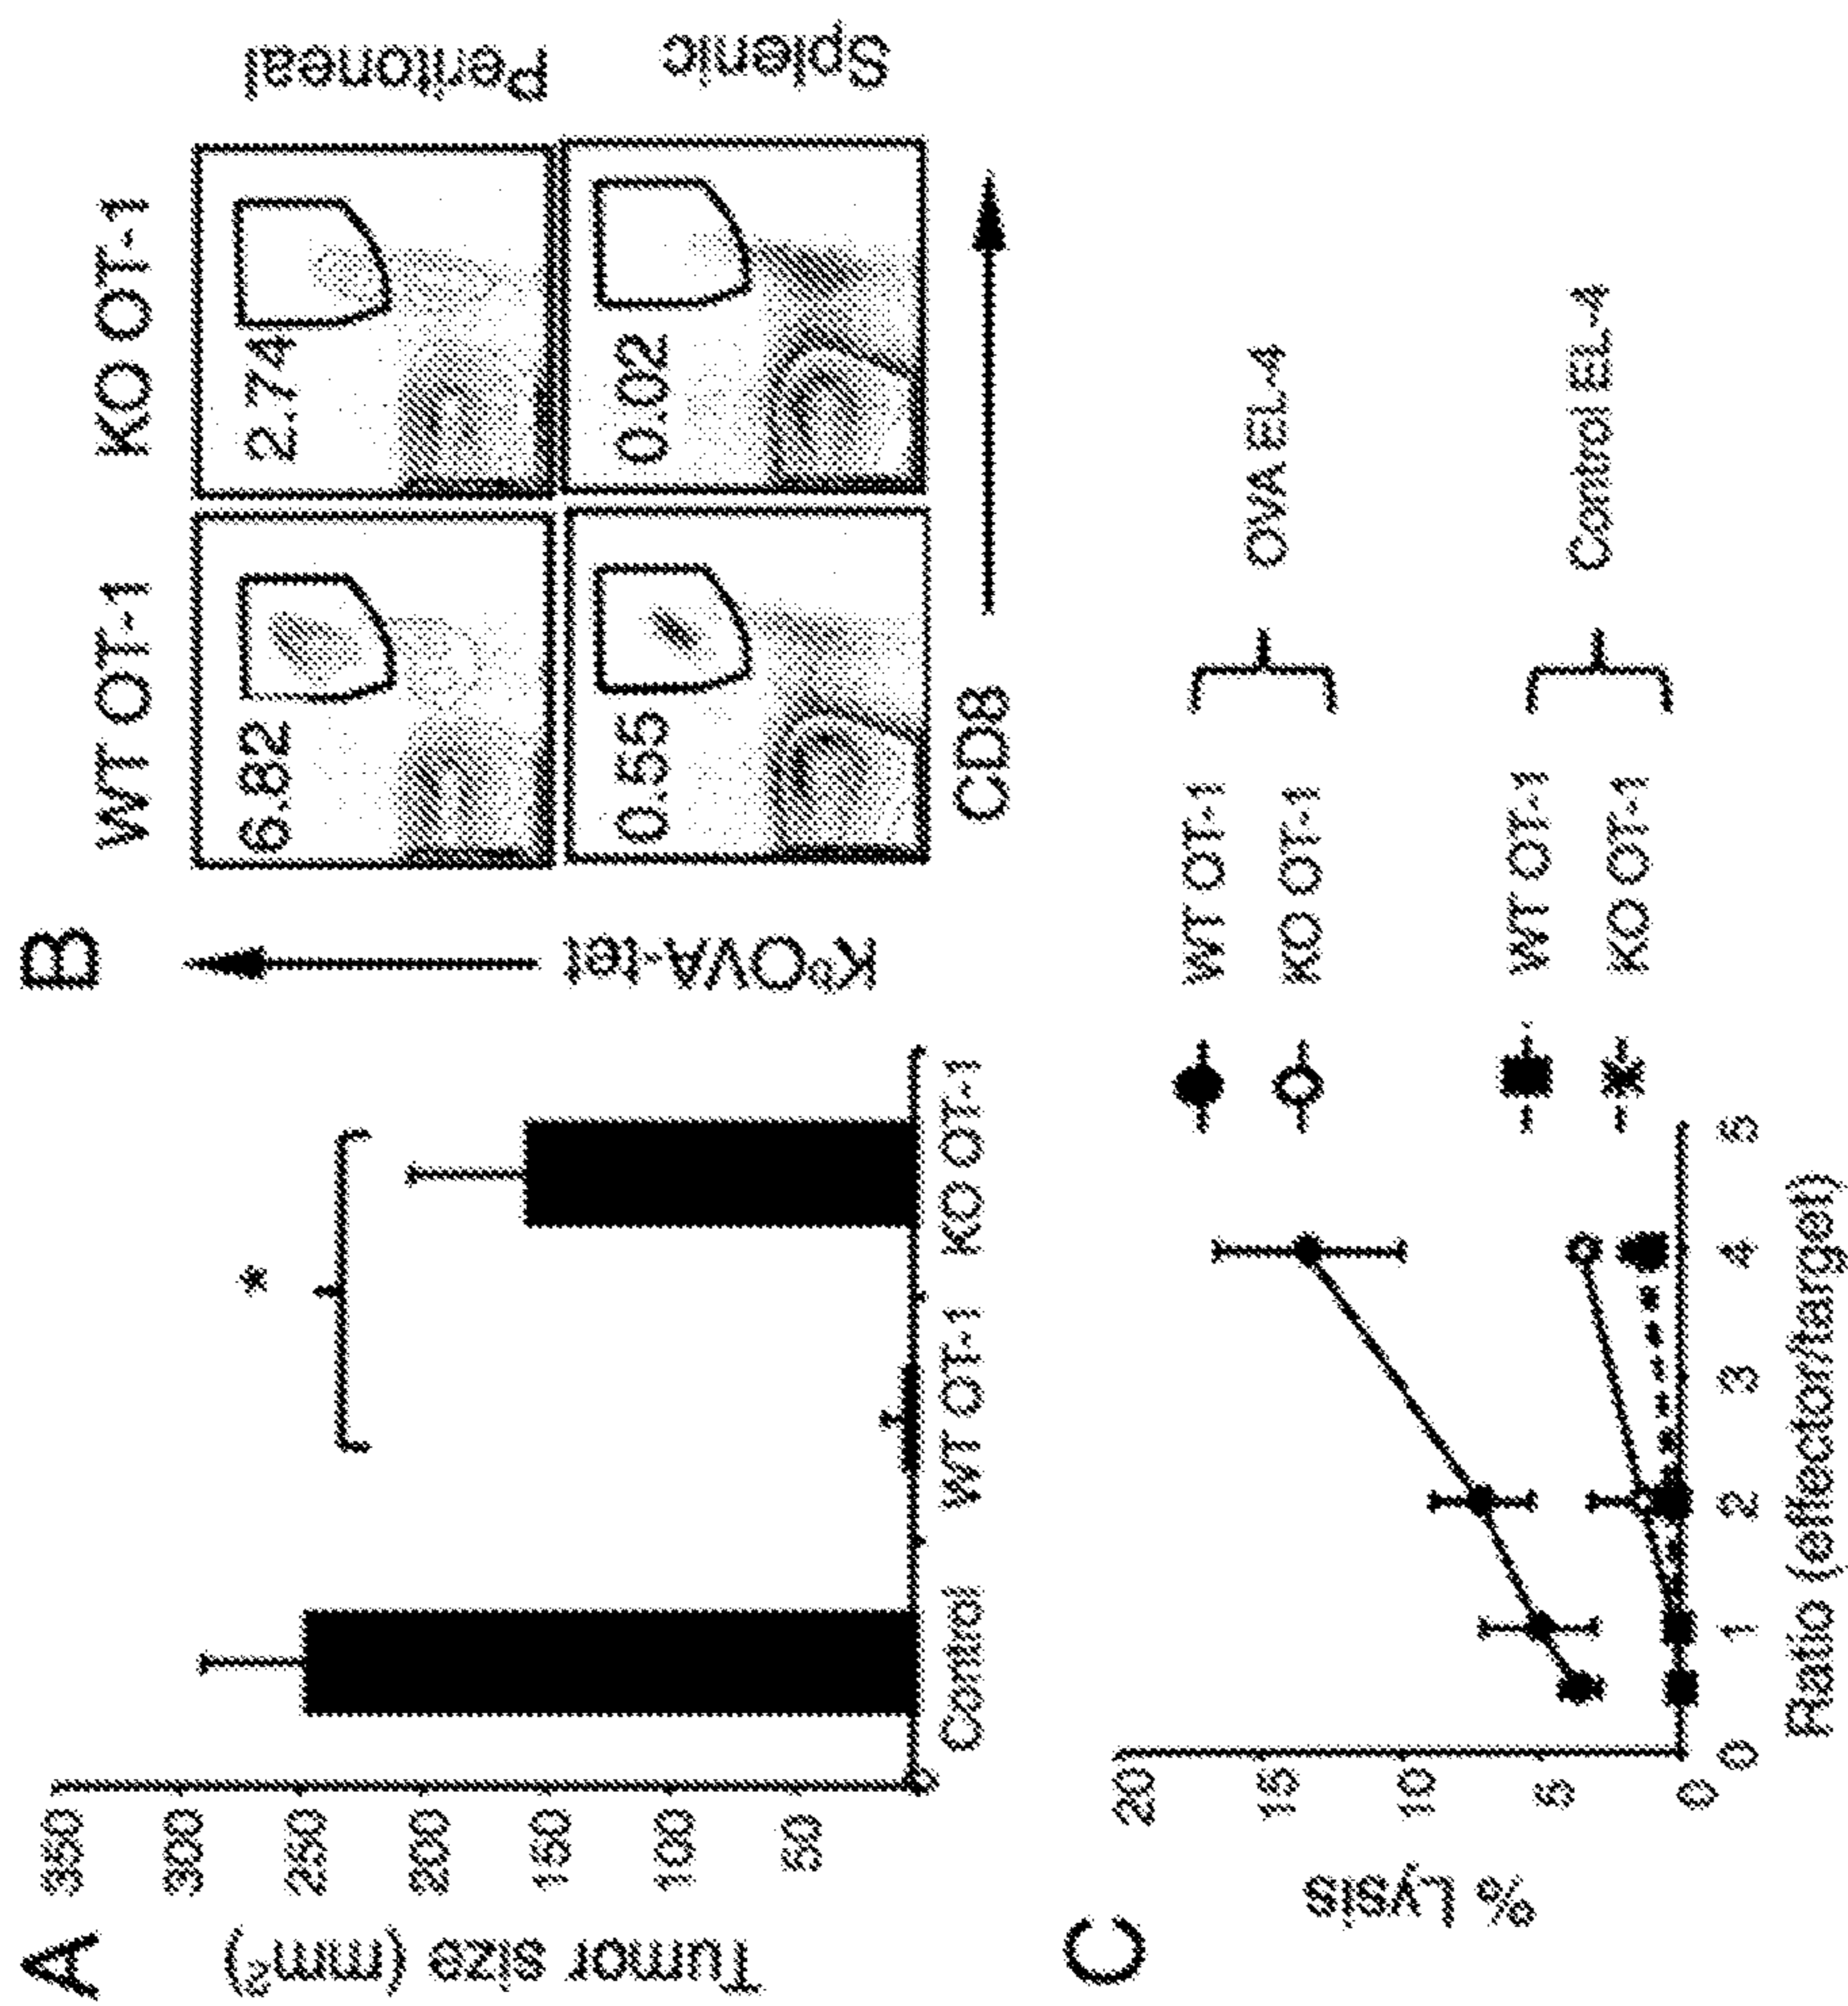 A
Tumor size (mm³)
350
300
250
200
150
100
50
0
*
Control WT OT-1 KO OT-1
B
WT OT-1 KO OT-1
6.82 2.74
Peritoneal
0.55 0.02
Splenic
KᵇOVA-tet
CD8
C
% Lysis
20
15
10
5
0
0 1 2 3 4 5
Ratio (effector/target)
WT OT-1
KO OT-1
OVA EL-4
WT OT-1
KO OT-1
Control EL-4